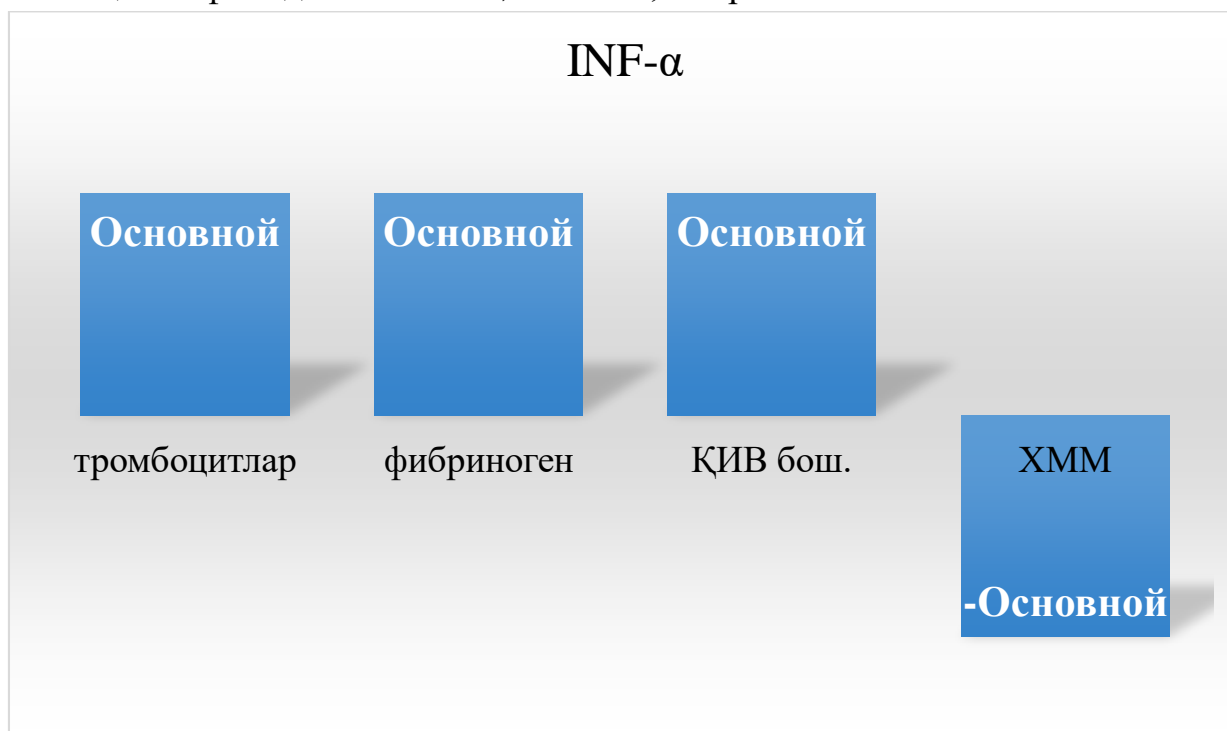 INF-α
Основной Основной Основной
тромбоцитлар фибриноген ҚИВ бош. ХММ
-Основной